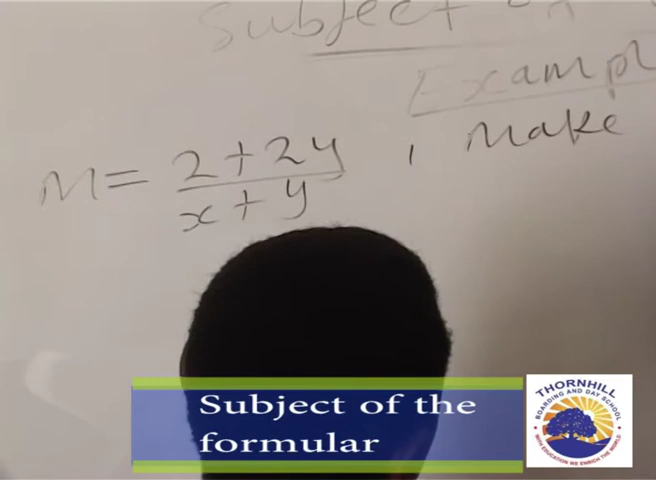 Subject
Example
M = 2 + 2y / x + y , Make
Subject of the
formular
THORNHILL
BOARDING AND DAY SCHOOL
WITH EDUCATION WE ENRICH THE WORLD